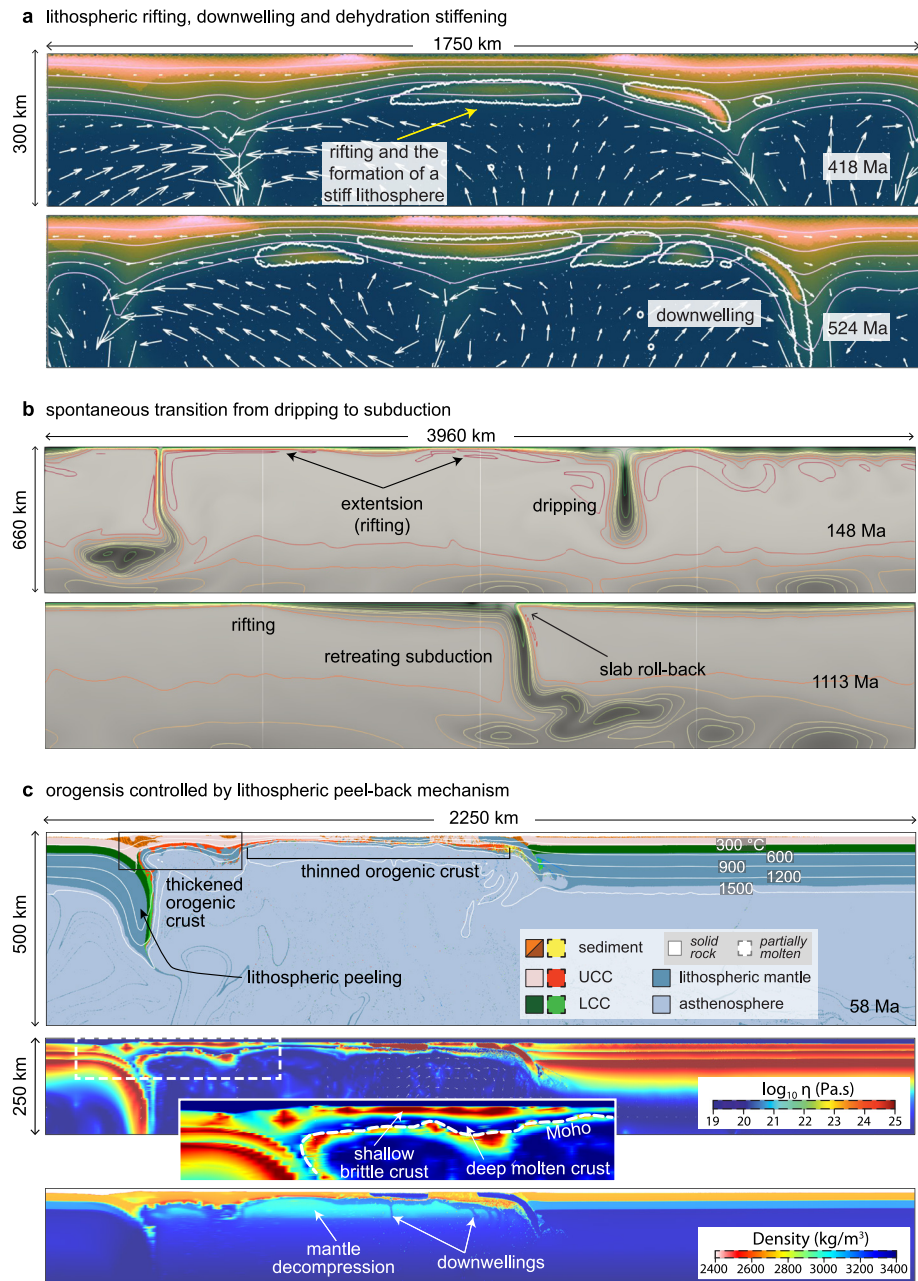 a lithospheric rifting, downwelling and dehydration stiffening
1750 km
300 km
rifting and the
formation of a
stiff lithosphere
418 Ma
downwelling
524 Ma
b spontaneous transition from dripping to subduction
3960 km
660 km
extentsion
(rifting)
dripping
148 Ma
rifting
retreating subduction
slab roll-back
1113 Ma
c orogensis controlled by lithospheric peel-back mechanism
2250 km
500 km
300 °C
600
900
1200
1500
thickened
orogenic
crust
thinned orogenic crust
lithospheric peeling
sediment
solid
rock
partially
molten
UCC
lithospheric mantle
LCC
asthenosphere
58 Ma
250 km
log10 η (Pa.s)
19 20 21 22 23 24 25
Moho
shallow
brittle crust
deep molten crust
mantle
decompression
downwellings
Density (kg/m³)
2400 2600 2800 3000 3200 3400